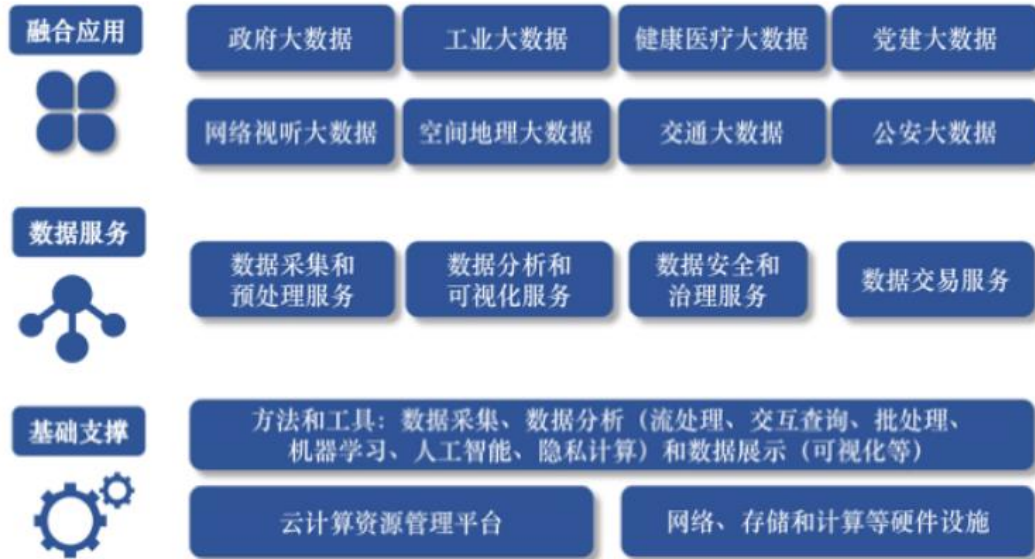 融合应用
政府大数据
工业大数据
健康医疗大数据
党建大数据
网络视听大数据
空间地理大数据
交通大数据
公安大数据
数据服务
数据采集和
预处理服务
数据分析和
可视化服务
数据安全和
治理服务
数据交易服务
基础支撑
方法和工具：数据采集、数据分析（流处理、交互查询、批处理、
机器学习、人工智能、隐私计算）和数据展示（可视化等）
云计算资源管理平台
网络、存储和计算等硬件设施